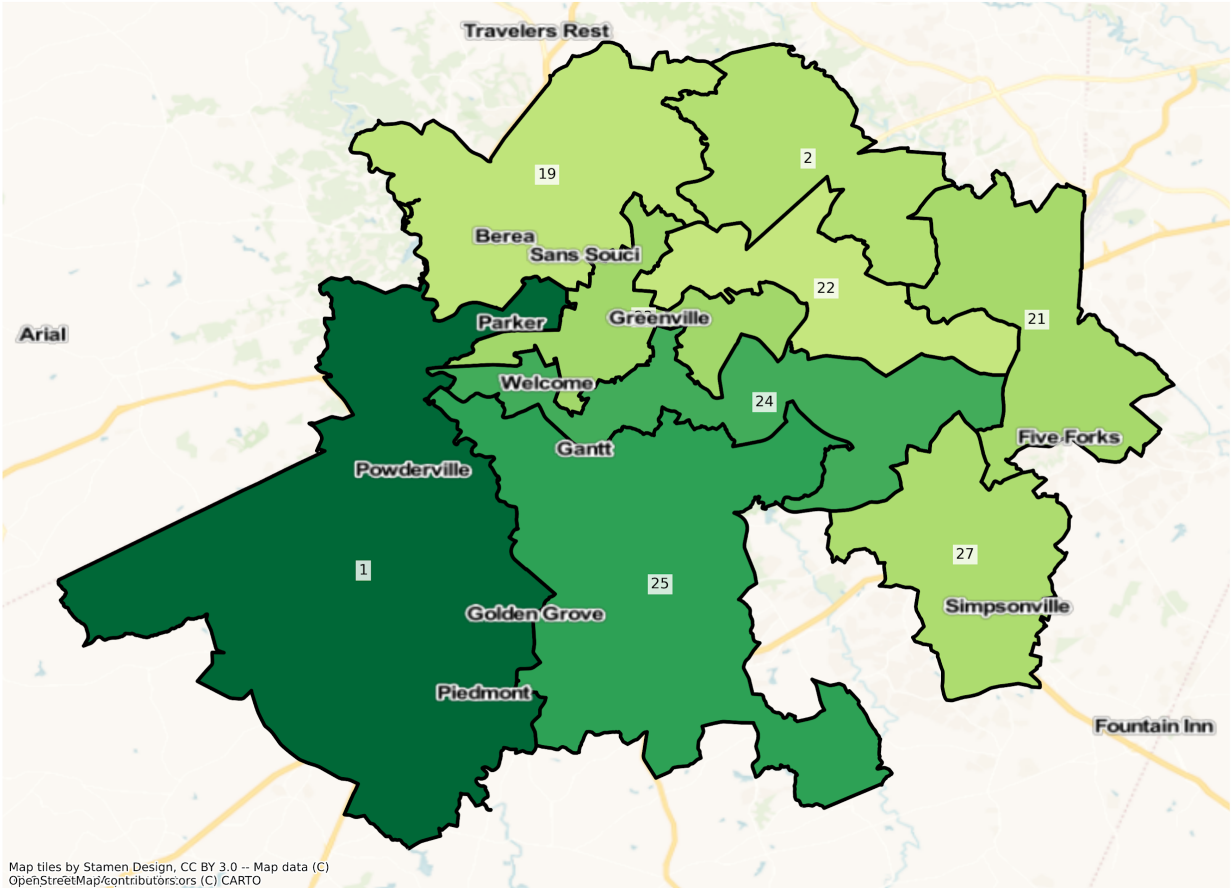 Travelers Rest
2
19
Berea
Sans Souci
22
Arial
Parker
Greenville
21
Welcome
24
Gantt
Five Forks
Powderville
1
25
27
Golden Grove
Simpsonville
Piedmont
Fountain Inn
Map tiles by Stamen Design, CC BY 3.0 -- Map data (C)
OpenStreetMap contributors (C) CARTO